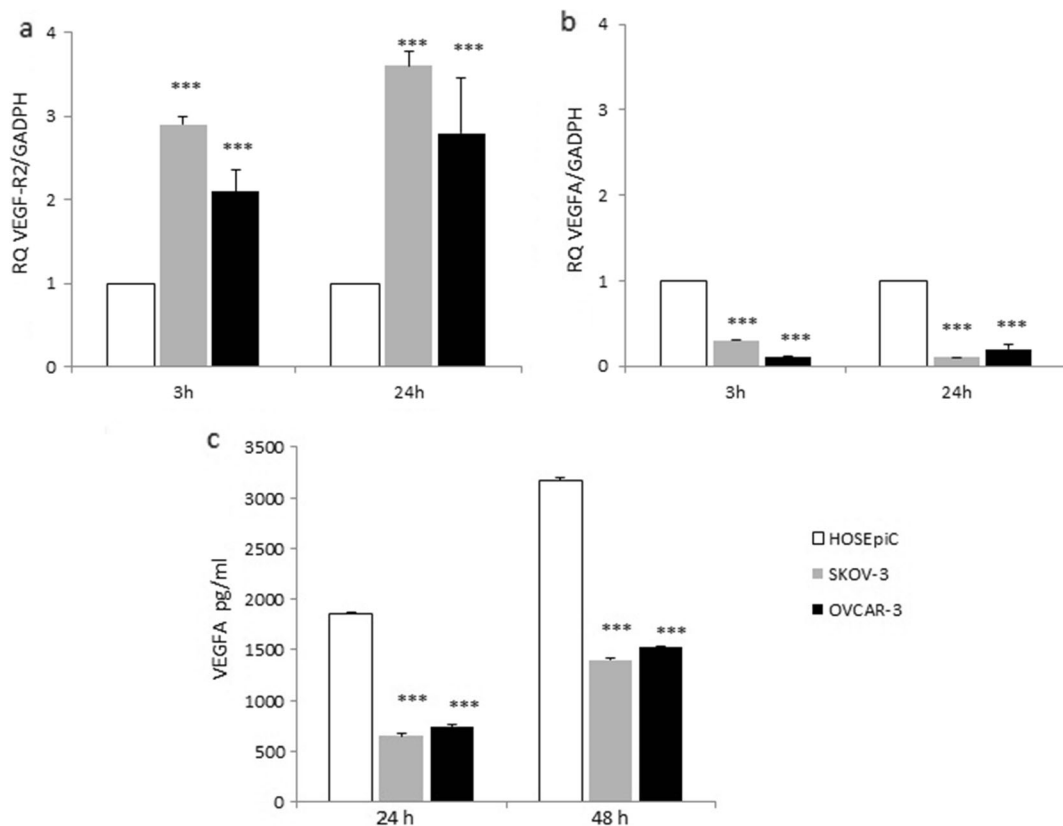 a
RQ VEGF-R2/GADPH
4
3
2
1
0
***
***
***
***
3h
24h
b
RQ VEGFA/GADPH
4
3
2
1
0
***
***
***
***
3h
24h
c
VEGFA pg/ml
3500
3000
2500
2000
1500
1000
500
0
***
***
***
***
24 h
48 h
HOSEpiC
SKOV-3
OVCAR-3